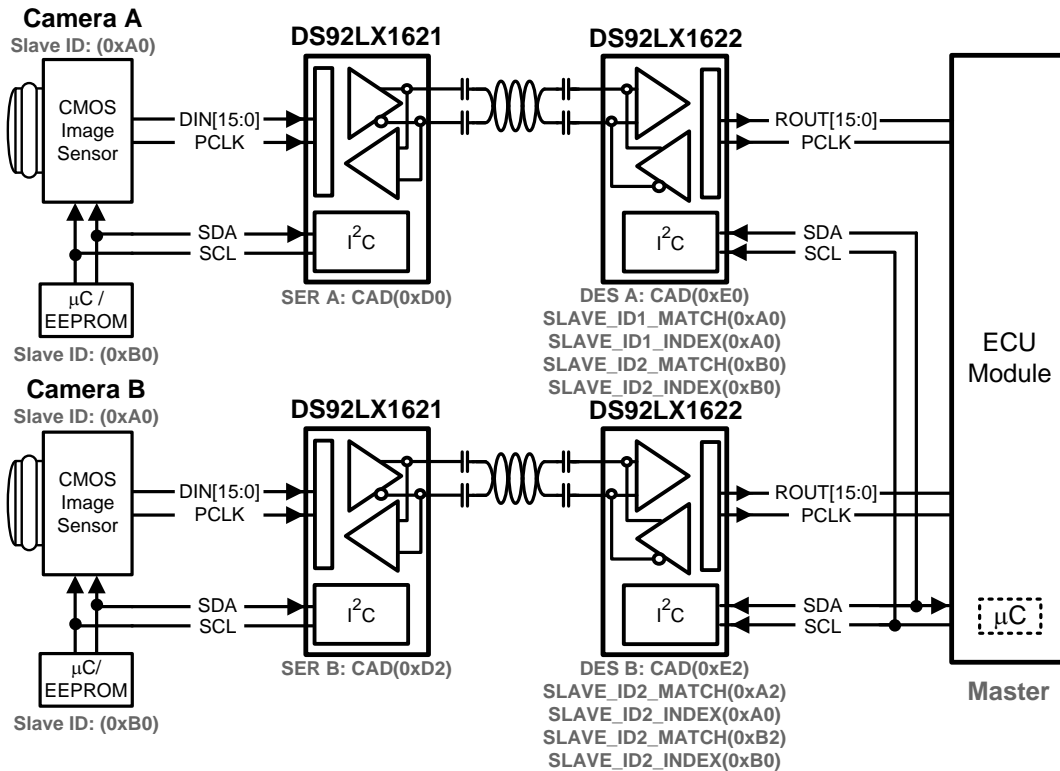 Camera A
Slave ID: (0xA0)
CMOS
Image
Sensor
DIN[15:0]
PCLK
SDA
SCL
µC /
EEPROM
Slave ID: (0xB0)
DS92LX1621
I2C
SER A: CAD(0xD0)
DS92LX1622
I2C
DES A: CAD(0xE0)
SLAVE_ID1_MATCH(0xA0)
SLAVE_ID1_INDEX(0xA0)
SLAVE_ID2_MATCH(0xB0)
SLAVE_ID2_INDEX(0xB0)
ROUT[15:0]
PCLK
SDA
SCL
Camera B
Slave ID: (0xA0)
CMOS
Image
Sensor
DIN[15:0]
PCLK
SDA
SCL
µC/
EEPROM
Slave ID: (0xB0)
DS92LX1621
I2C
SER B: CAD(0xD2)
DS92LX1622
I2C
DES B: CAD(0xE2)
SLAVE_ID2_MATCH(0xA2)
SLAVE_ID2_INDEX(0xA0)
SLAVE_ID2_MATCH(0xB2)
SLAVE_ID2_INDEX(0xB0)
ROUT[15:0]
PCLK
SDA
SCL
ECU
Module
µC
Master